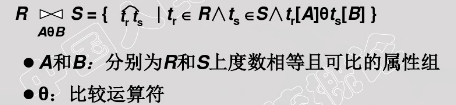 R ⋈ S = { t͡ᵣtₛ | tᵣ ∈ R∧tₛ∈S∧tᵣ[A]θtₛ[B] }
AθB
● A和B：分别为R和S上度数相等且可比的属性组
● θ：比较运算符